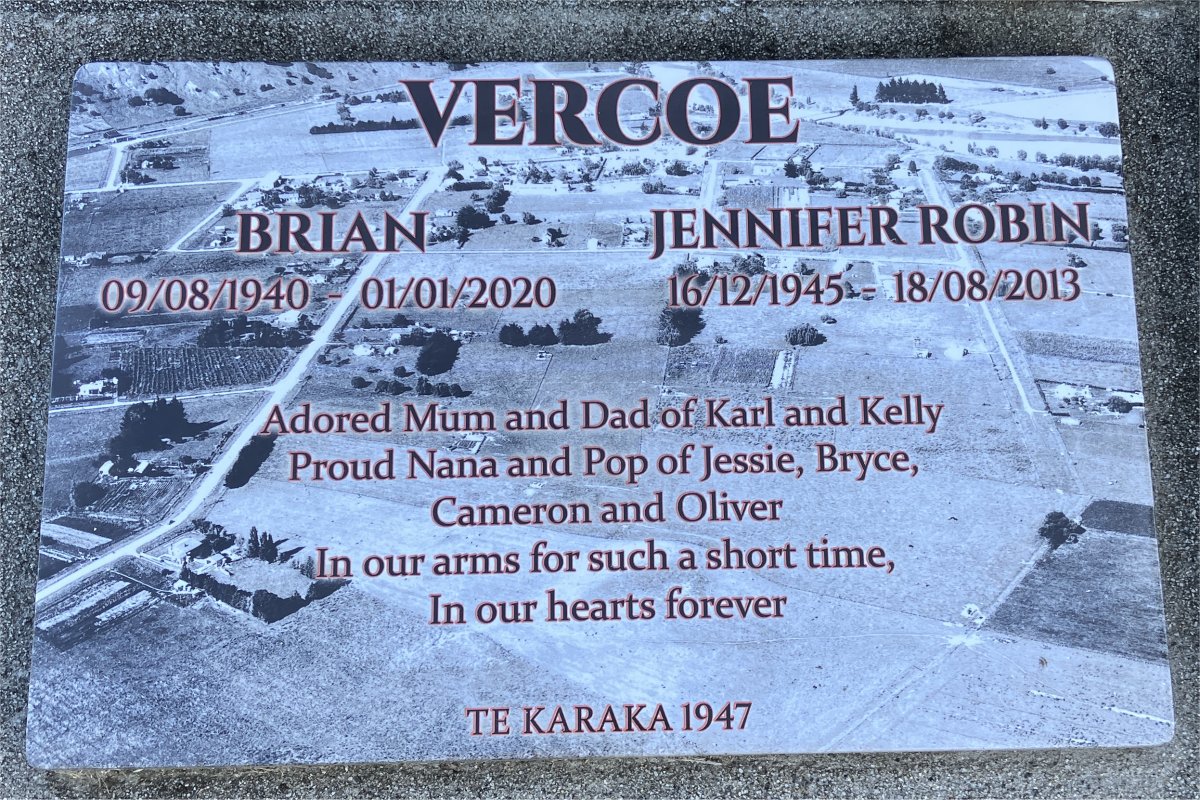 VERCOE
BRIAN
09/08/1940 - 01/01/2020
JENNIFER ROBIN
16/12/1945 - 18/08/2013
Adored Mum and Dad of Karl and Kelly
Proud Nana and Pop of Jessie, Bryce,
Cameron and Oliver
In our arms for such a short time,
In our hearts forever
TE KARAKA 1947